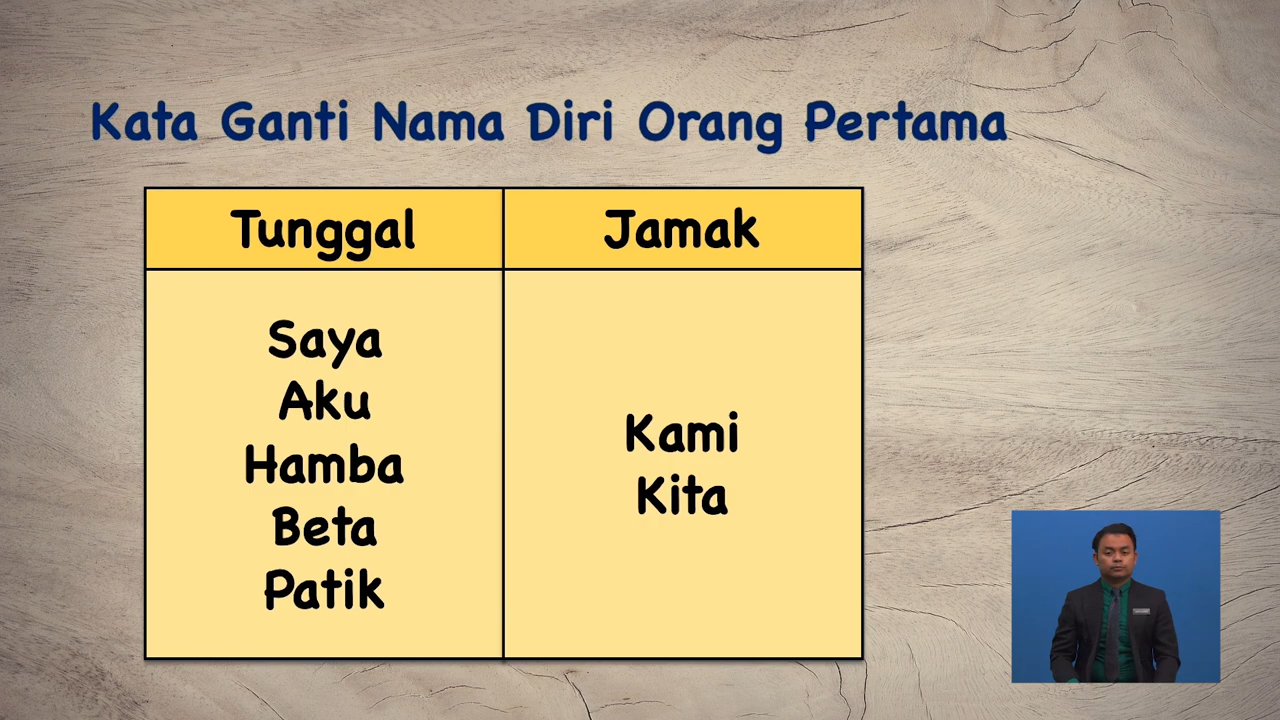 Kata Ganti Nama Diri Orang Pertama
Tunggal
Jamak
Saya
Aku
Hamba
Beta
Patik
Kami
Kita